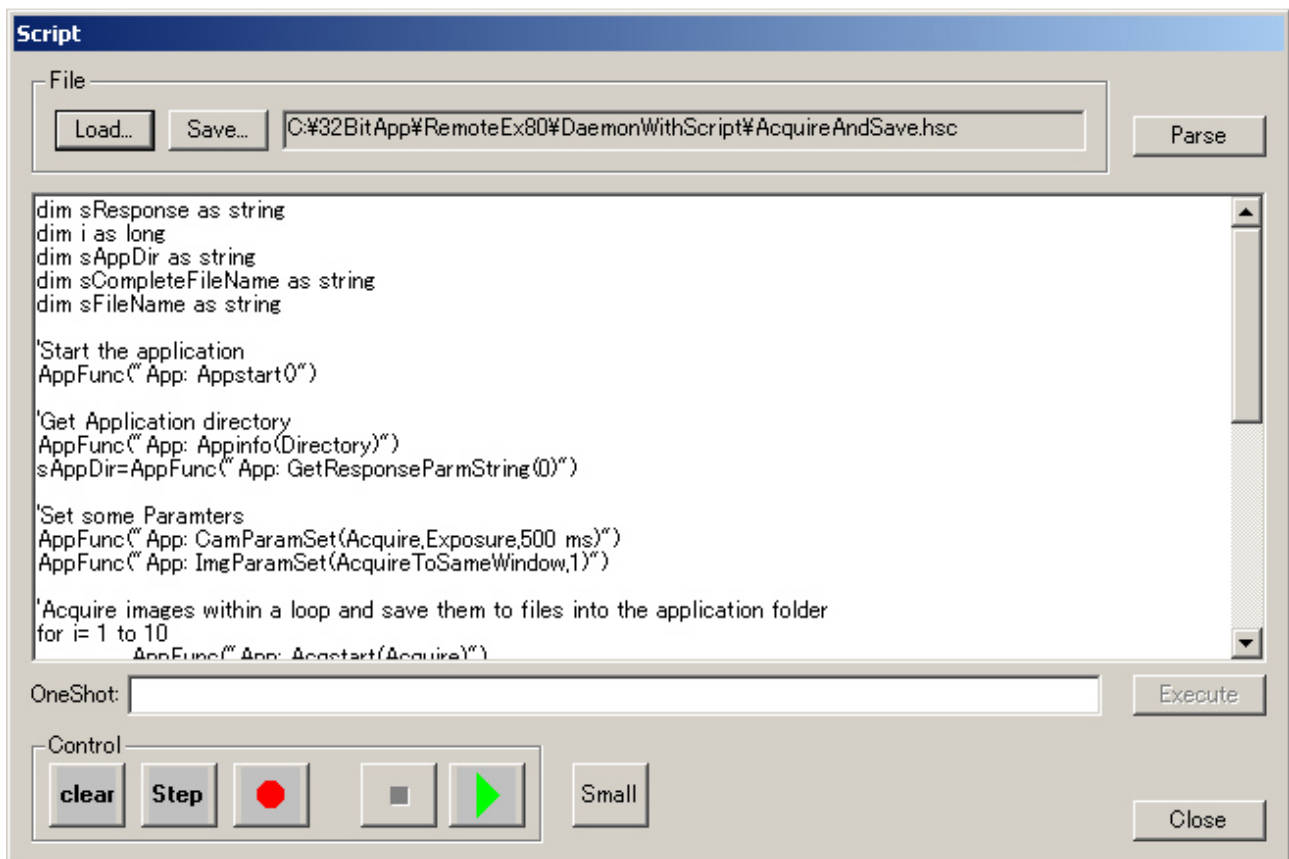 Script
File
Load...
Save...
C:¥32BitApp¥RemoteEx80¥DaemonWithScript¥AcquireAndSave.hsc
Parse
dim sResponse as string
dim i as long
dim sAppDir as string
dim sCompleteFileName as string
dim sFileName as string
'Start the application
AppFunc("App: Appstart()")
'Get Application directory
AppFunc("App: Appinfo(Directory)")
sAppDir=AppFunc("App: GetResponseParmString(0)")
'Set some Paramters
AppFunc("App: CamParamSet(Acquire,Exposure,500 ms)")
AppFunc("App: ImgParamSet(AcquireToSameWindow,1)")
'Acquire images within a loop and save them to files into the application folder
for i= 1 to 10
AppFunc("App: Acqstart(Acquire)")
OneShot:
Execute
Control
clear
Step
Small
Close